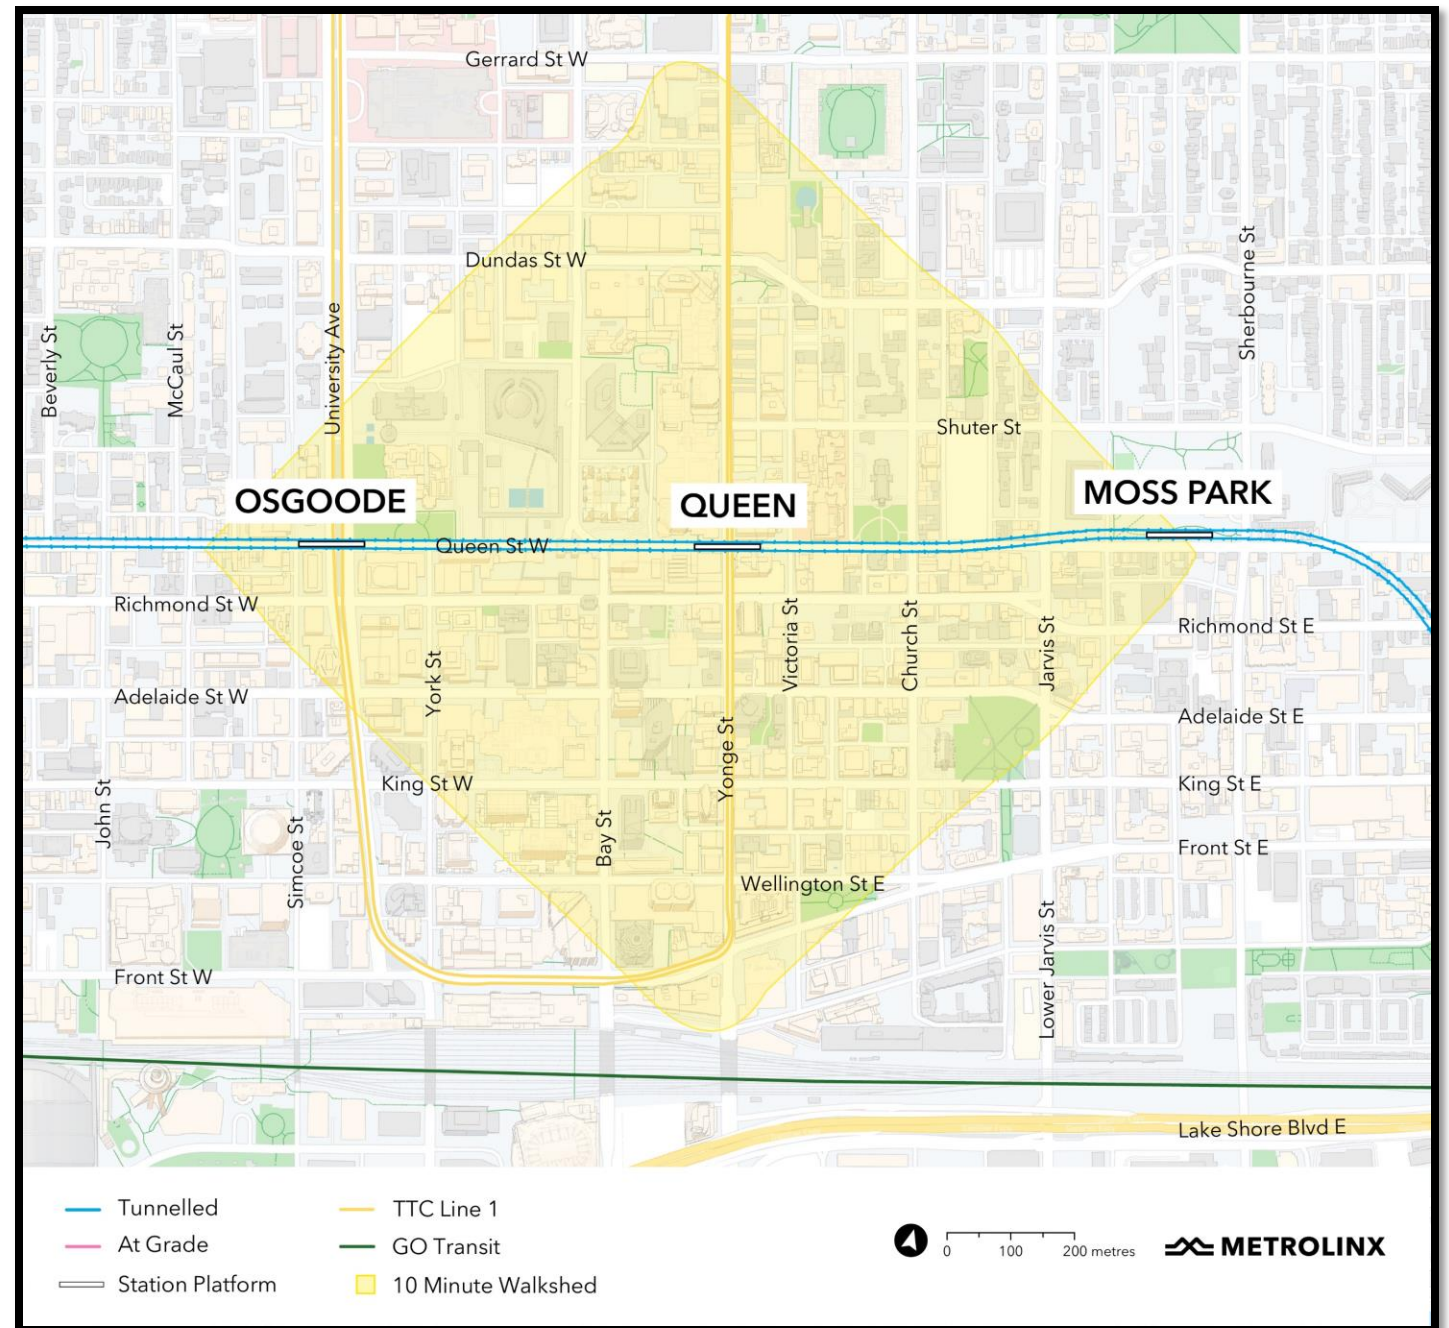 Gerrard St W
Dundas St W
University Ave
Sherbourne St
Beverly St
McCaul St
Shuter St
OSGOODE
QUEEN
MOSS PARK
Queen St W
Richmond St W
Victoria St
Church St
Jarvis St
Richmond St E
York St
Adelaide St W
Adelaide St E
Yonge St
King St W
King St E
John St
Simcoe St
Bay St
Front St E
Wellington St E
Lower Jarvis St
Front St W
Lake Shore Blvd E
Tunnelled
At Grade
Station Platform
TTC Line 1
GO Transit
10 Minute Walkshed
0 100 200 metres
METROLINX